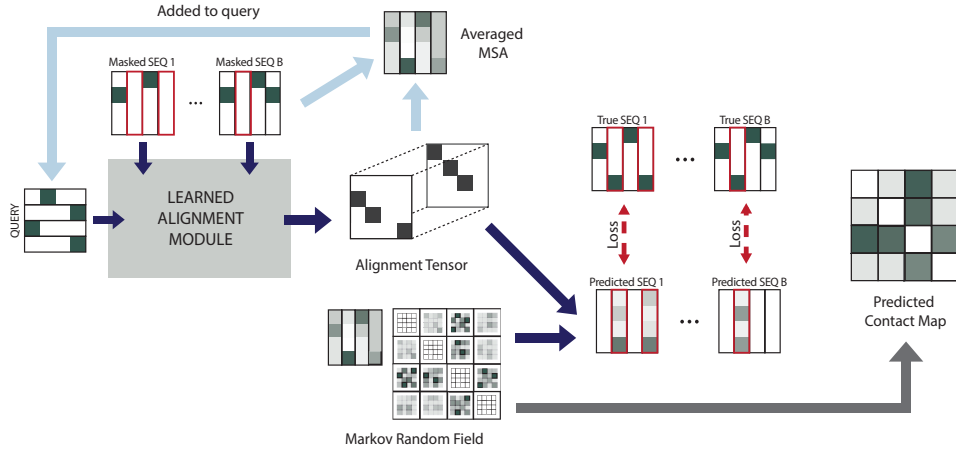 Added to query
Averaged
MSA
Masked SEQ 1
Masked SEQ B
...
True SEQ 1
True SEQ B
...
QUERY
LEARNED
ALIGNMENT
MODULE
Alignment Tensor
Loss
Loss
Predicted SEQ 1
Predicted SEQ B
...
Predicted
Contact Map
Markov Random Field